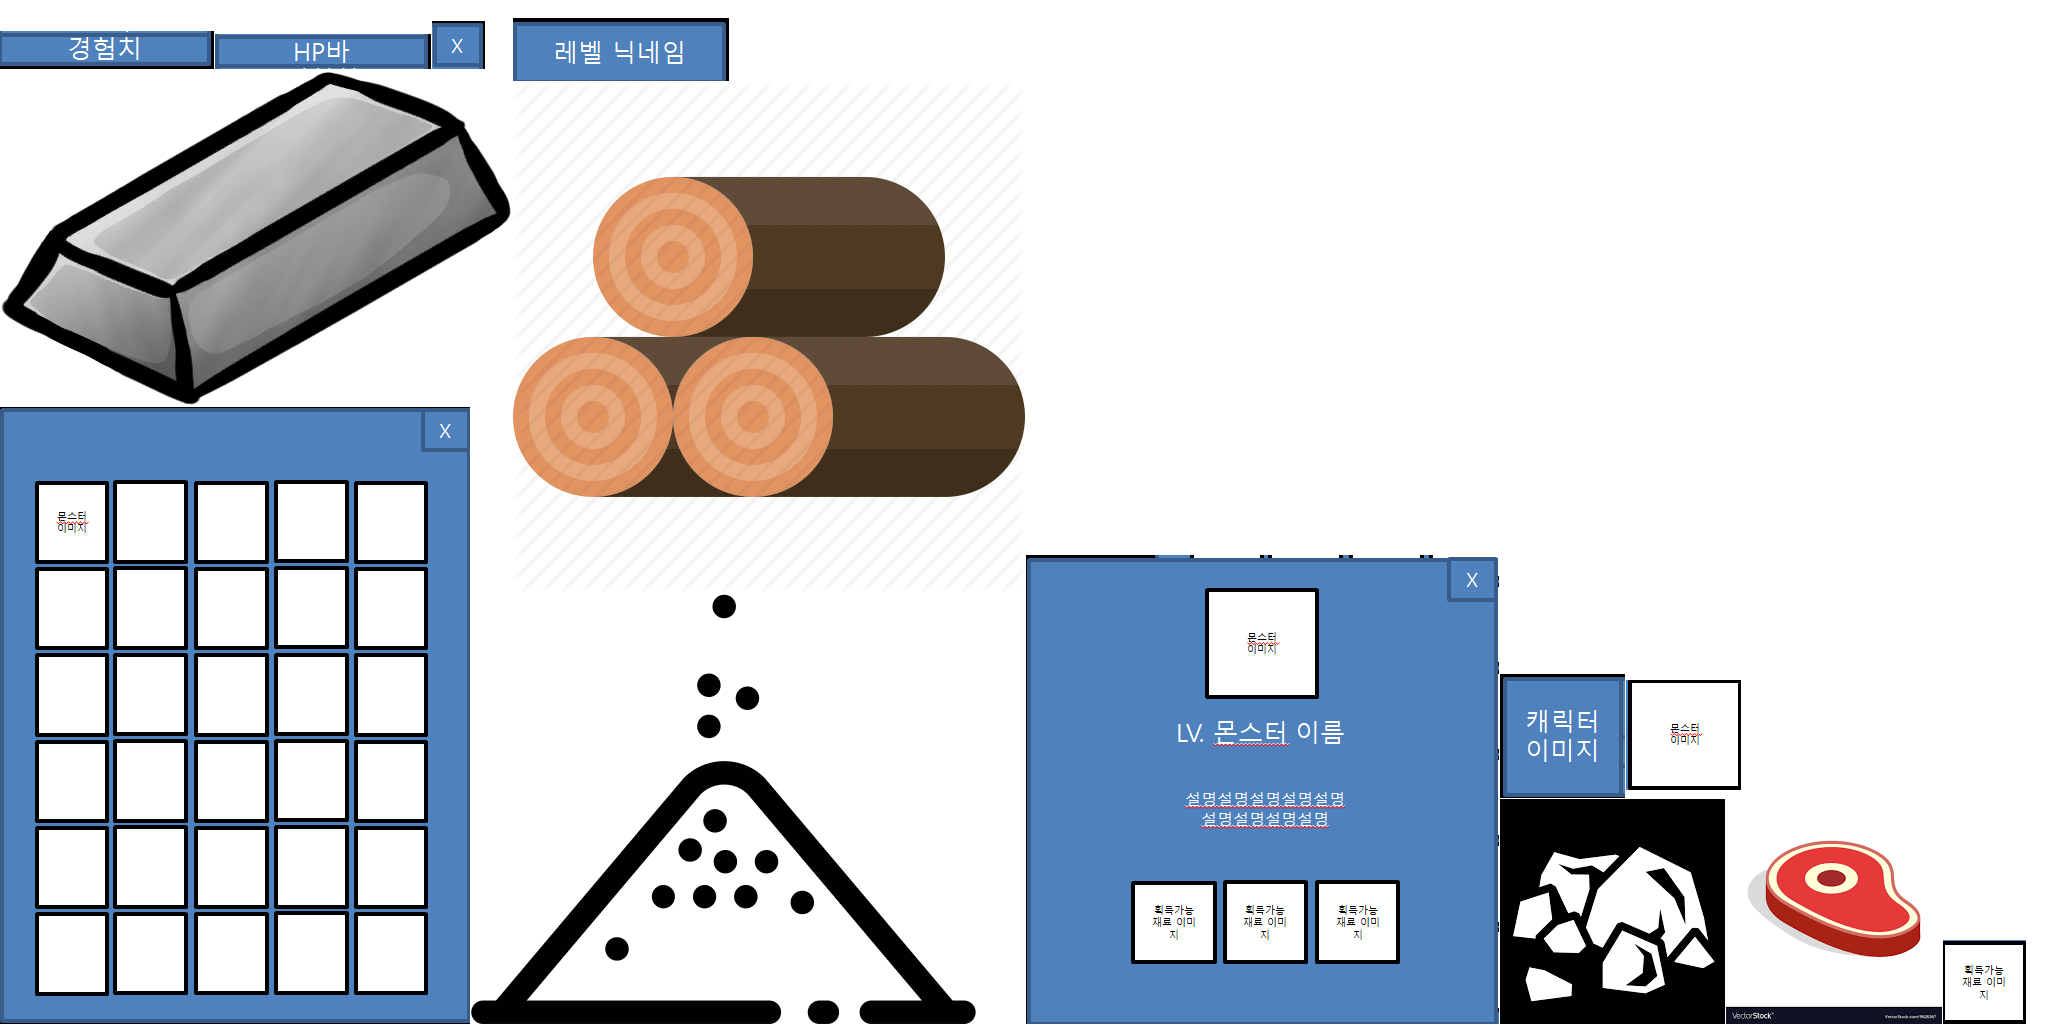 경험치
HP바
X
레벨 닉네임
X
몬스터
이미지
X
몬스터
이미지
LV. 몬스터 이름
설명설명설명설명설명
설명설명설명설명
획득가능
재료 이미
지
획득가능
재료 이미
지
획득가능
재료 이미
지
캐릭터
이미지
몬스터
이미지
VectorStock
VectorStock.com/9628367
획득가능
재료 이미
지